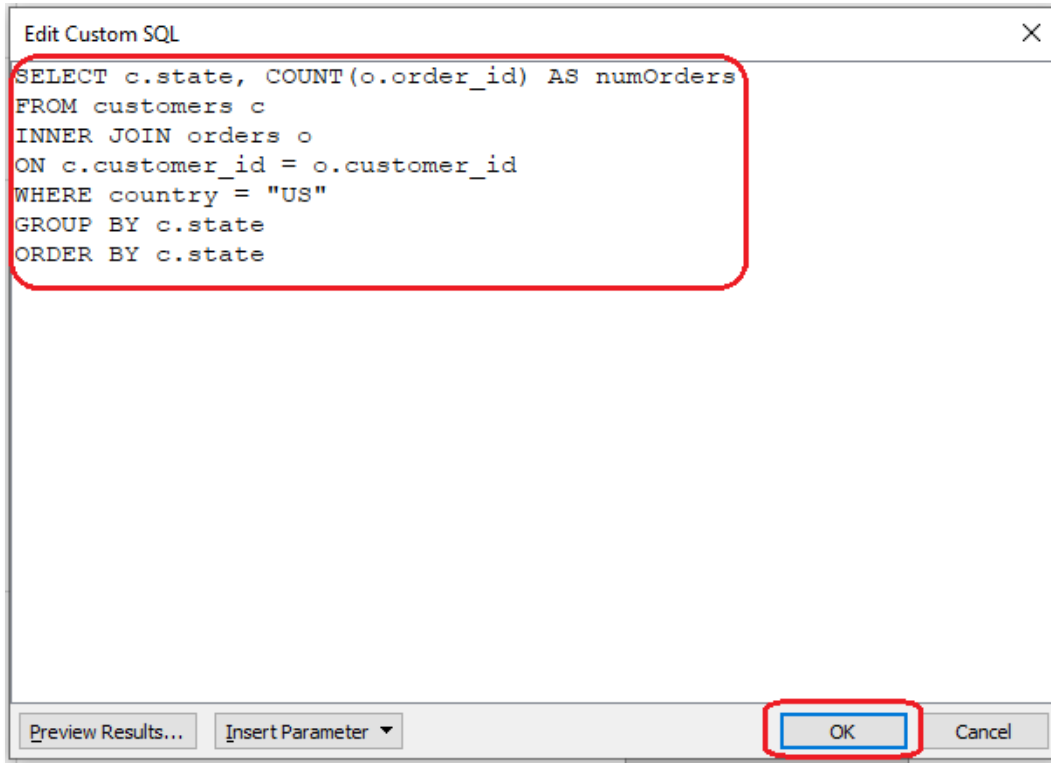 Edit Custom SQL
SELECT c.state, COUNT(o.order_id) AS numOrders
FROM customers c
INNER JOIN orders o
ON c.customer_id = o.customer_id
WHERE country = "US"
GROUP BY c.state
ORDER BY c.state
Preview Results... Insert Parameter OK Cancel